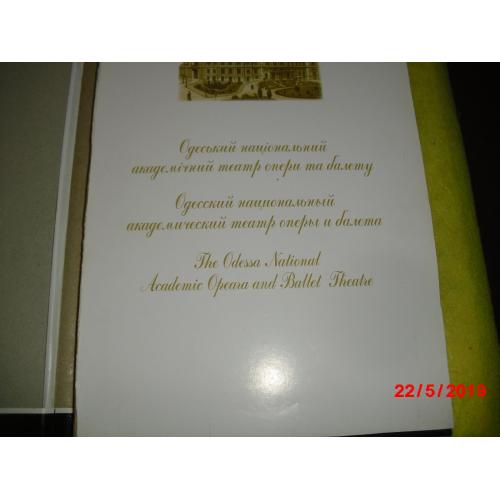 Одеський національний
академічний театр опери та балету
Одесский национальный
академический театр оперы и балета
The Odessa National
Academic Opeara and Ballet Theatre
22/5/2019